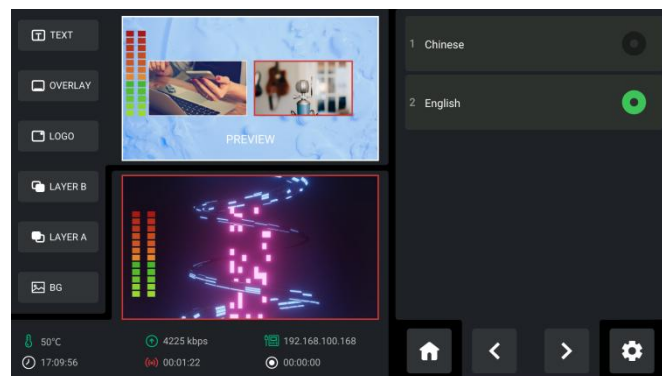 TEXT
OVERLAY
LOGO
LAYER B
LAYER A
BG
PREVIEW
1 Chinese
2 English
50°C
4225 kbps
192.168.100.168
17:09:56
00:01:22
00:00:00